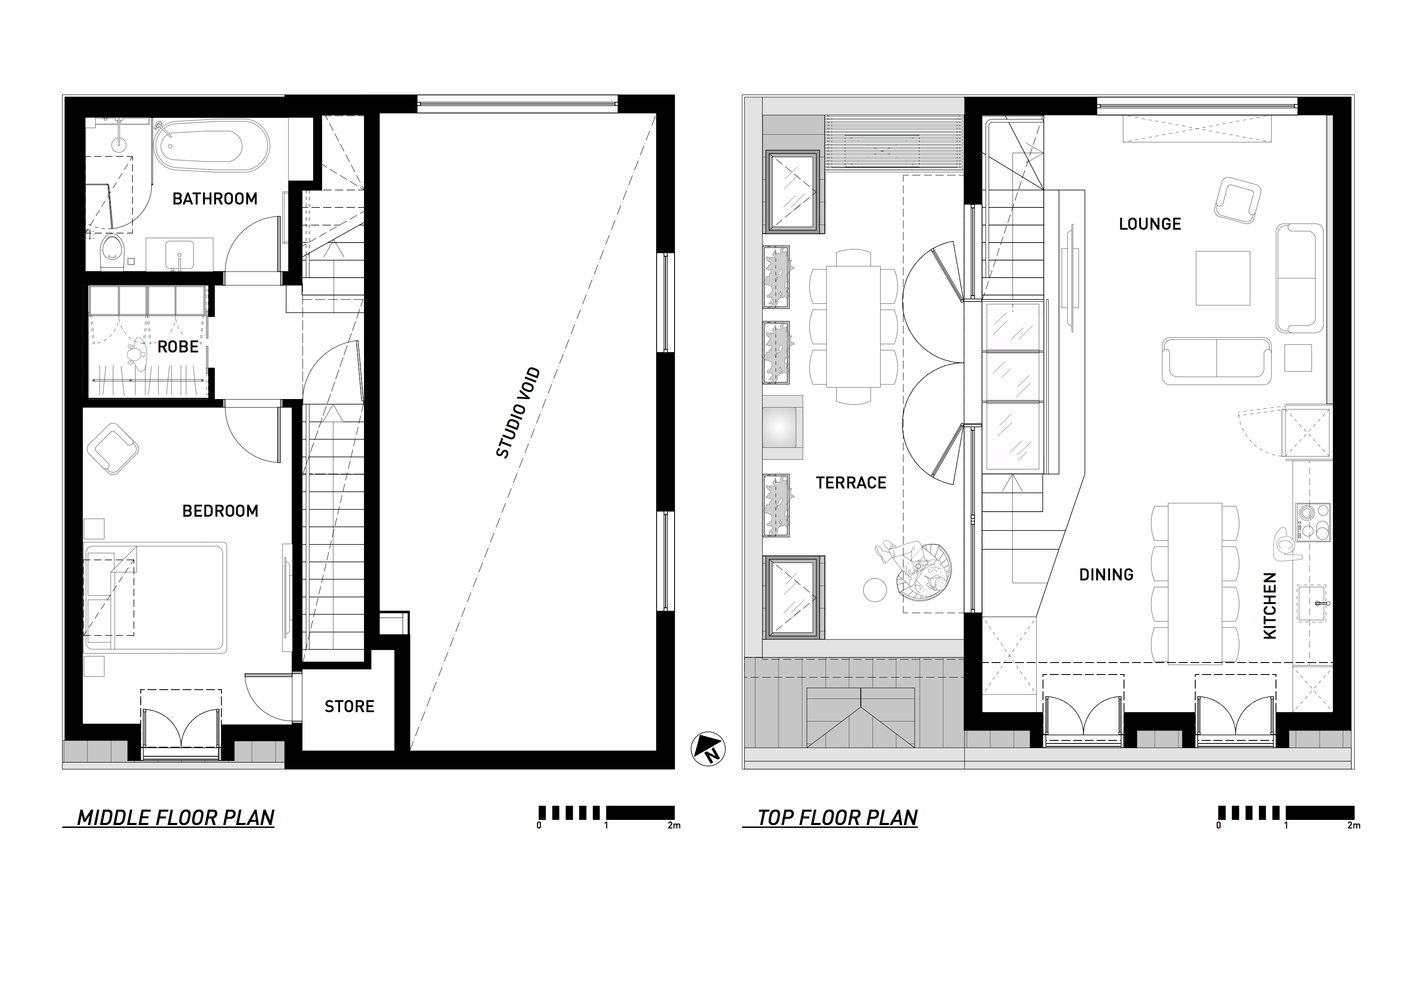 BATHROOM
ROBE
BEDROOM
STORE
STUDIO VOID
N
LOUNGE
TERRACE
DINING
KITCHEN
MIDDLE FLOOR PLAN
0 1 2m
TOP FLOOR PLAN
0 1 2m